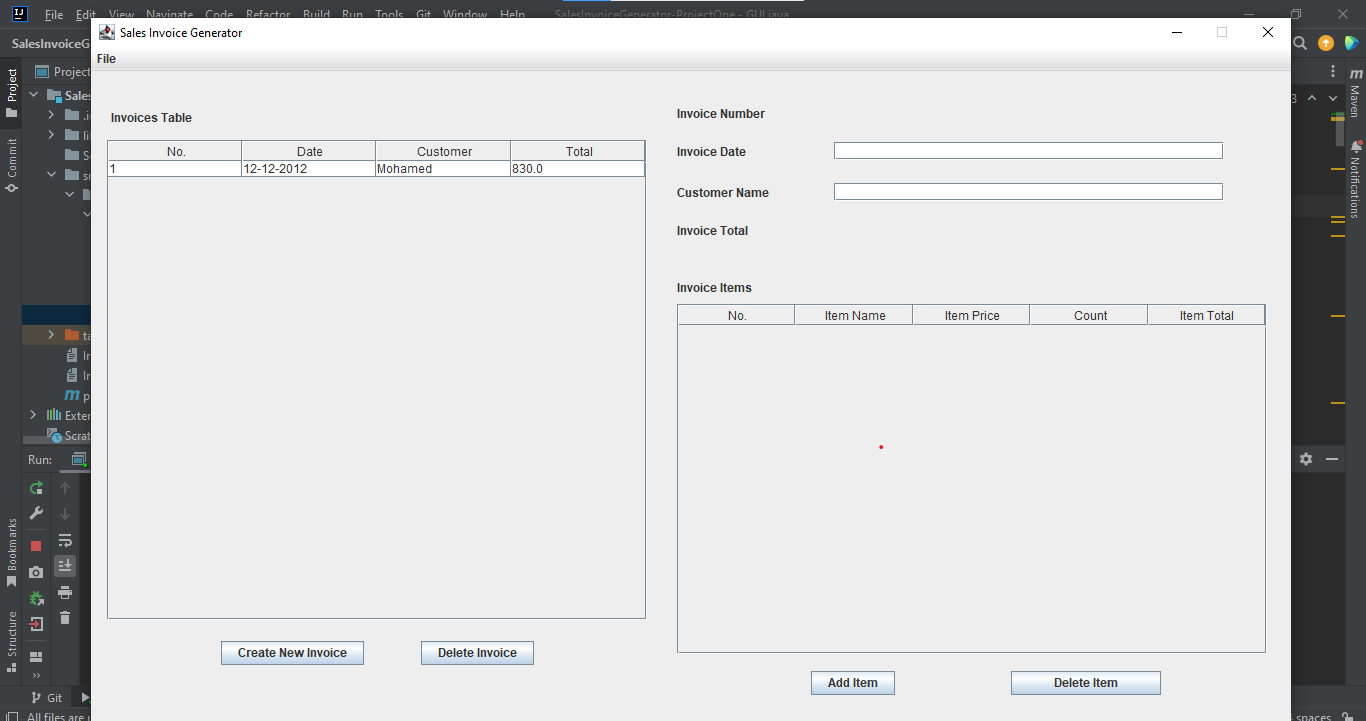 File Edit View Navigate Code Refactor Build Run Tools Git Window Help SalesInvoiceGenerator-ProjectOne - GUI.java
Sales Invoice Generator
SalesInvoiceG
File
Project
Project
Sales
Maven
Commit
Notifications
Invoices Table
No. Date Customer Total
1 12-12-2012 Mohamed 830.0
Invoice Number
Invoice Date
Customer Name
Invoice Total
Invoice Items
No. Item Name Item Price Count Item Total
Exter
Scrat
Run:
Bookmarks
Structure
Create New Invoice Delete Invoice
Add Item Delete Item
Git
All files are
spaces